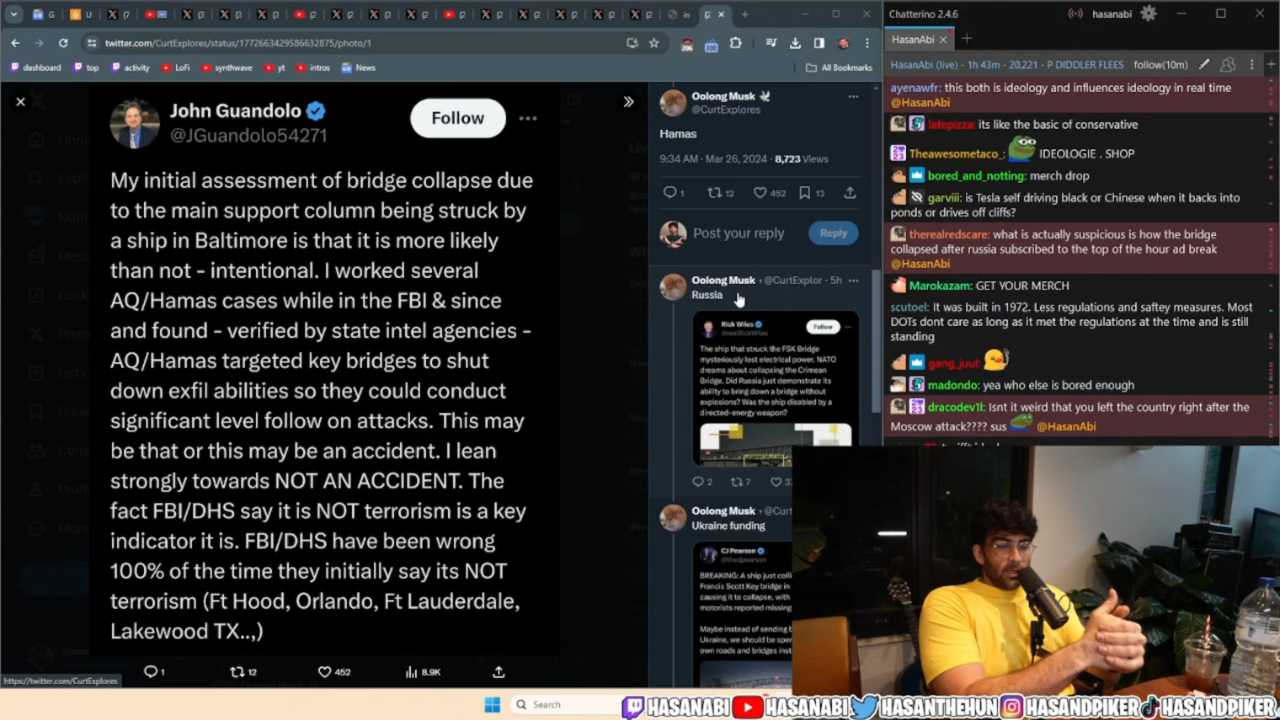 twitter.com/CurtExplores/status/1772663429586632875/photo/1
dashboard
top
activity
LoFi
synthwave
yt
intros
News
All Bookmarks
John Guandolo
@JGuandolo54271
Follow
My initial assessment of bridge collapse due
to the main support column being struck by
a ship in Baltimore is that it is more likely
than not - intentional. I worked several
AQ/Hamas cases while in the FBI & since
and found - verified by state intel agencies -
AQ/Hamas targeted key bridges to shut
down exfil abilities so they could conduct
significant level follow on attacks. This may
be that or this may be an accident. I lean
strongly towards NOT AN ACCIDENT. The
fact FBI/DHS say it is NOT terrorism is a key
indicator it is. FBI/DHS have been wrong
100% of the time they initially say its NOT
terrorism (Ft Hood, Orlando, Ft Lauderdale,
Lakewood TX..,)
1
12
452
8.9K
https://twitter.com/CurtExplores
Oolong Musk
@CurtExplores
Hamas
9:34 AM · Mar 26, 2024 · 8,723 Views
1
12
452
13
Post your reply
Reply
Oolong Musk
@CurtExplor · 5h
Russia
Rick Wiles
Follow
The ship that struck the FSK Bridge
mysteriously lost electrical power. NATO
dreams about collapsing the Crimean
Bridge. Did Russia just demonstrate its
ability to bring down a bridge without
explosions? Was the ship disabled by a
directed-energy weapon?
2
7
Oolong Musk
@Curt
Ukraine funding
CJ Pearson
BREAKING: A ship just coll
Francis Scott Key bridge in
causing it to collapse, with
motorists reported missing
Maybe instead of sending
Ukraine, we should be spen
own roads and bridges inst
Chatterino 2.4.6
hasanabi
HasanAbi
HasanAbi (live) - 1h 43m - 20,221 - P DIDDLER FLEES
follow(10m)
ayenawfr: this both is ideology and influences ideology in real time
@HasanAbi
latepizza: its like the basic of conservative
Theawesometaco_: IDEOLOGIE . SHOP
bored_and_notting: merch drop
garviii: is Tesla self driving black or Chinese when it backs into
ponds or drives off cliffs?
therealredscare: what is actually suspicious is how the bridge
collapsed after russia subscribed to the top of the hour ad break
@HasanAbi
Marokazam: GET YOUR MERCH
scutoel: It was built in 1972. Less regulations and saftey measures. Most
DOTs dont care as long as it met the regulations at the time and is still
standing
gang_juut:
madondo: yea who else is bored enough
dracodev1l: Isnt it weird that you left the country right after the
Moscow attack???? sus @HasanAbi
Search
HASANABI
HASANABI
HASANTHEHUN
HASANDPIKER
HASANDPIKER